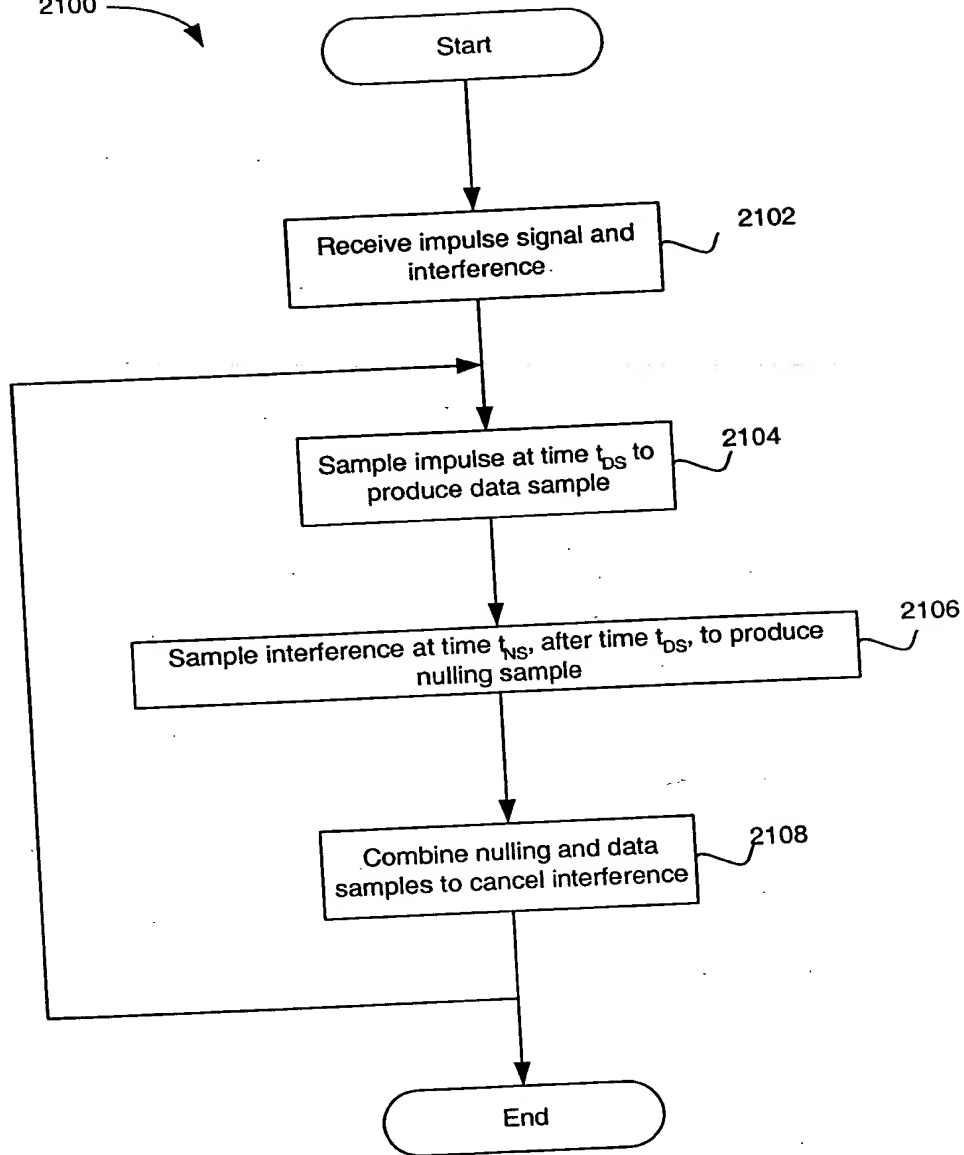 2100
Start
Receive impulse signal and
interference
2102
Sample impulse at time t_DS to
produce data sample
2104
Sample interference at time t_NS, after time t_DS, to produce
nulling sample
2106
Combine nulling and data
samples to cancel interference
2108
End